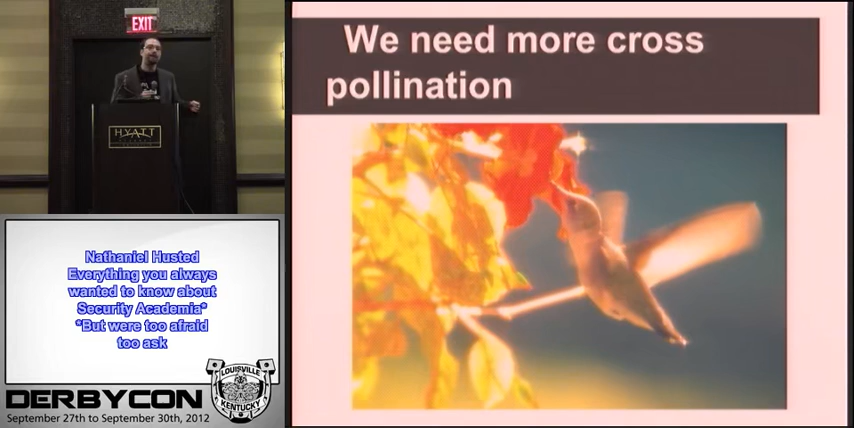 EXIT
HYATT
We need more cross
pollination
Nathaniel Husted
Everything you always
wanted to know about
Security Academia*
*But were too afraid
too ask
LOUISVILLE
KENTUCKY
DERBYCON
September 27th to September 30th, 2012